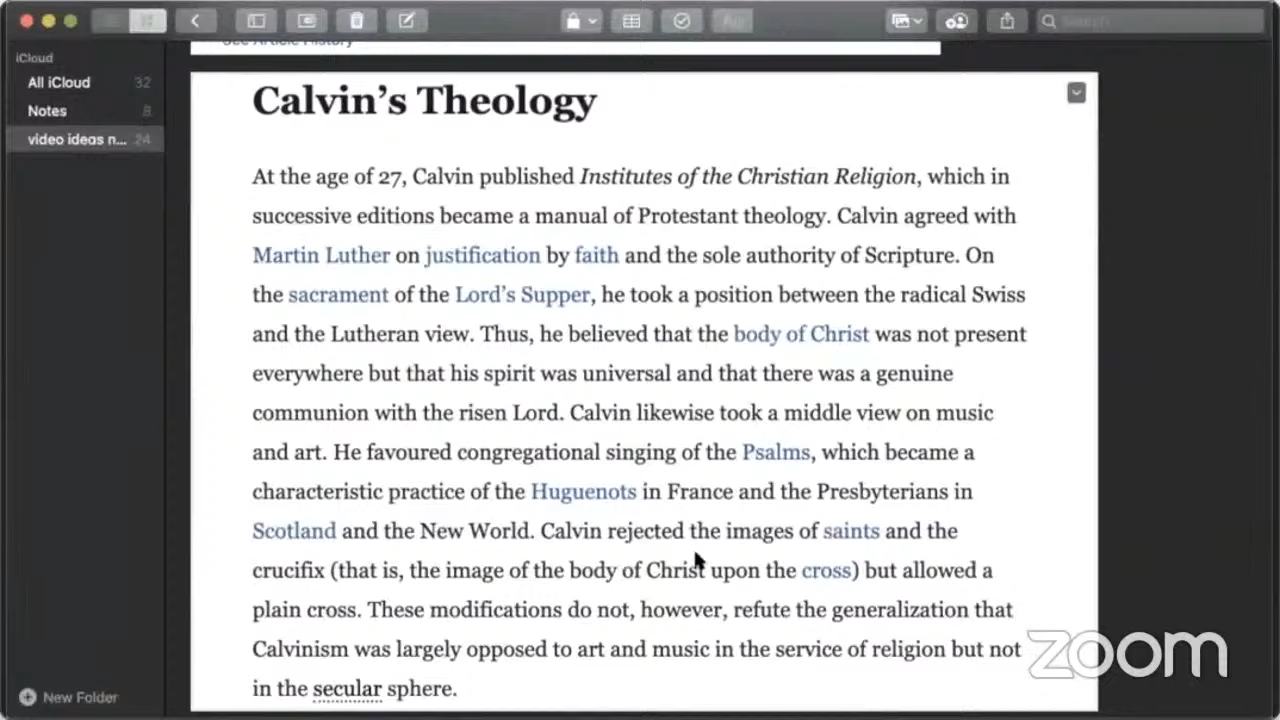 Search
See Article History
iCloud
All iCloud 32
Notes 8
video ideas n... 24
New Folder
Calvin's Theology
At the age of 27, Calvin published Institutes of the Christian Religion, which in
successive editions became a manual of Protestant theology. Calvin agreed with
Martin Luther on justification by faith and the sole authority of Scripture. On
the sacrament of the Lord's Supper, he took a position between the radical Swiss
and the Lutheran view. Thus, he believed that the body of Christ was not present
everywhere but that his spirit was universal and that there was a genuine
communion with the risen Lord. Calvin likewise took a middle view on music
and art. He favoured congregational singing of the Psalms, which became a
characteristic practice of the Huguenots in France and the Presbyterians in
Scotland and the New World. Calvin rejected the images of saints and the
crucifix (that is, the image of the body of Christ upon the cross) but allowed a
plain cross. These modifications do not, however, refute the generalization that
Calvinism was largely opposed to art and music in the service of religion but not
in the secular sphere.
zoom